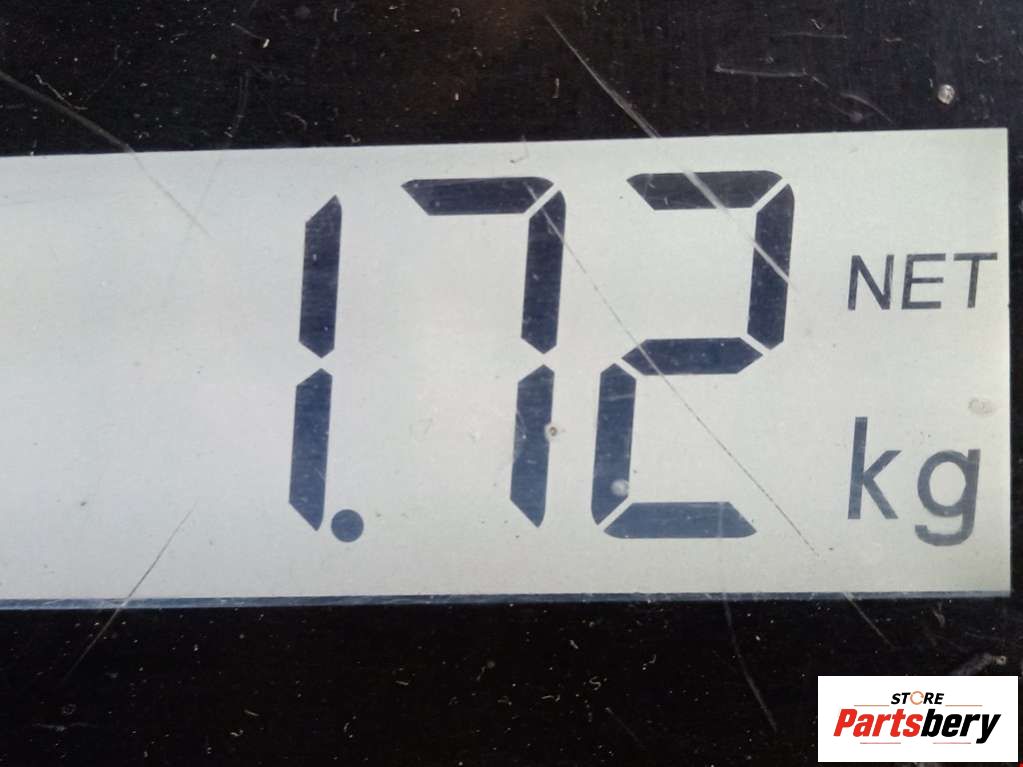 1.72 NET
kg
STORE
Partsbery